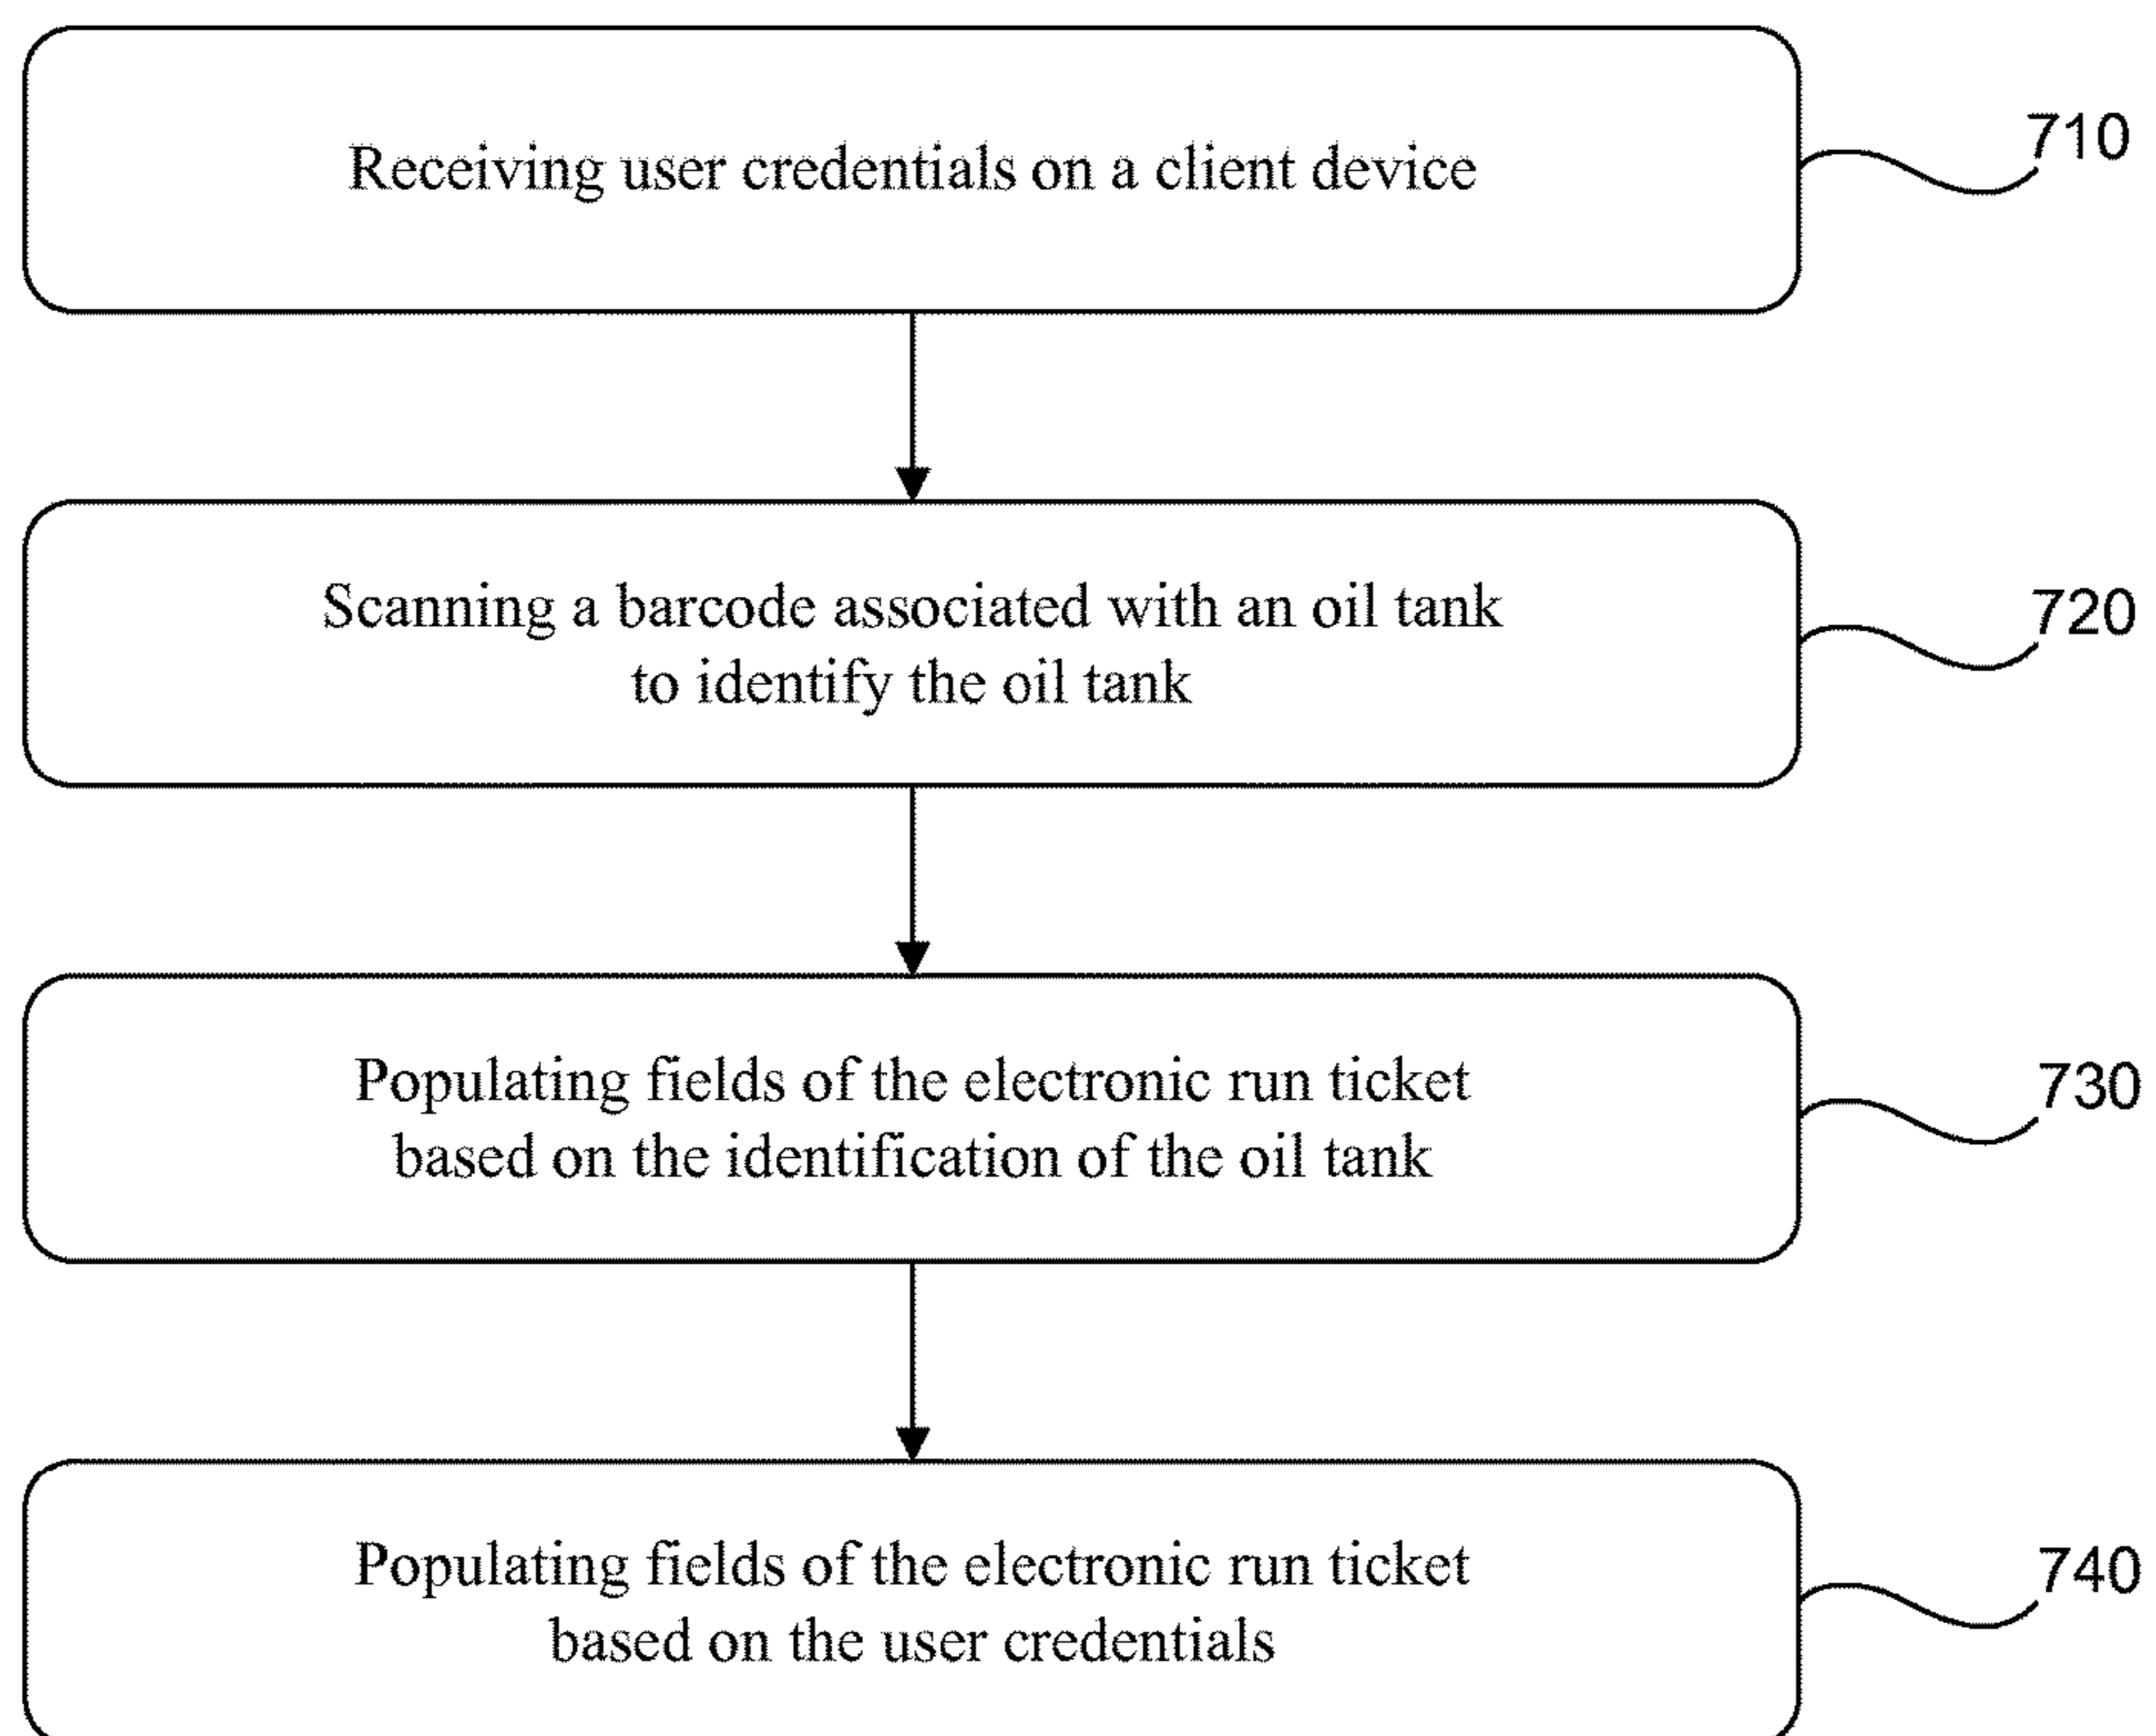 Receiving user credentials on a client device
710
Scanning a barcode associated with an oil tank
to identify the oil tank
720
Populating fields of the electronic run ticket
based on the identification of the oil tank
730
Populating fields of the electronic run ticket
based on the user credentials
740